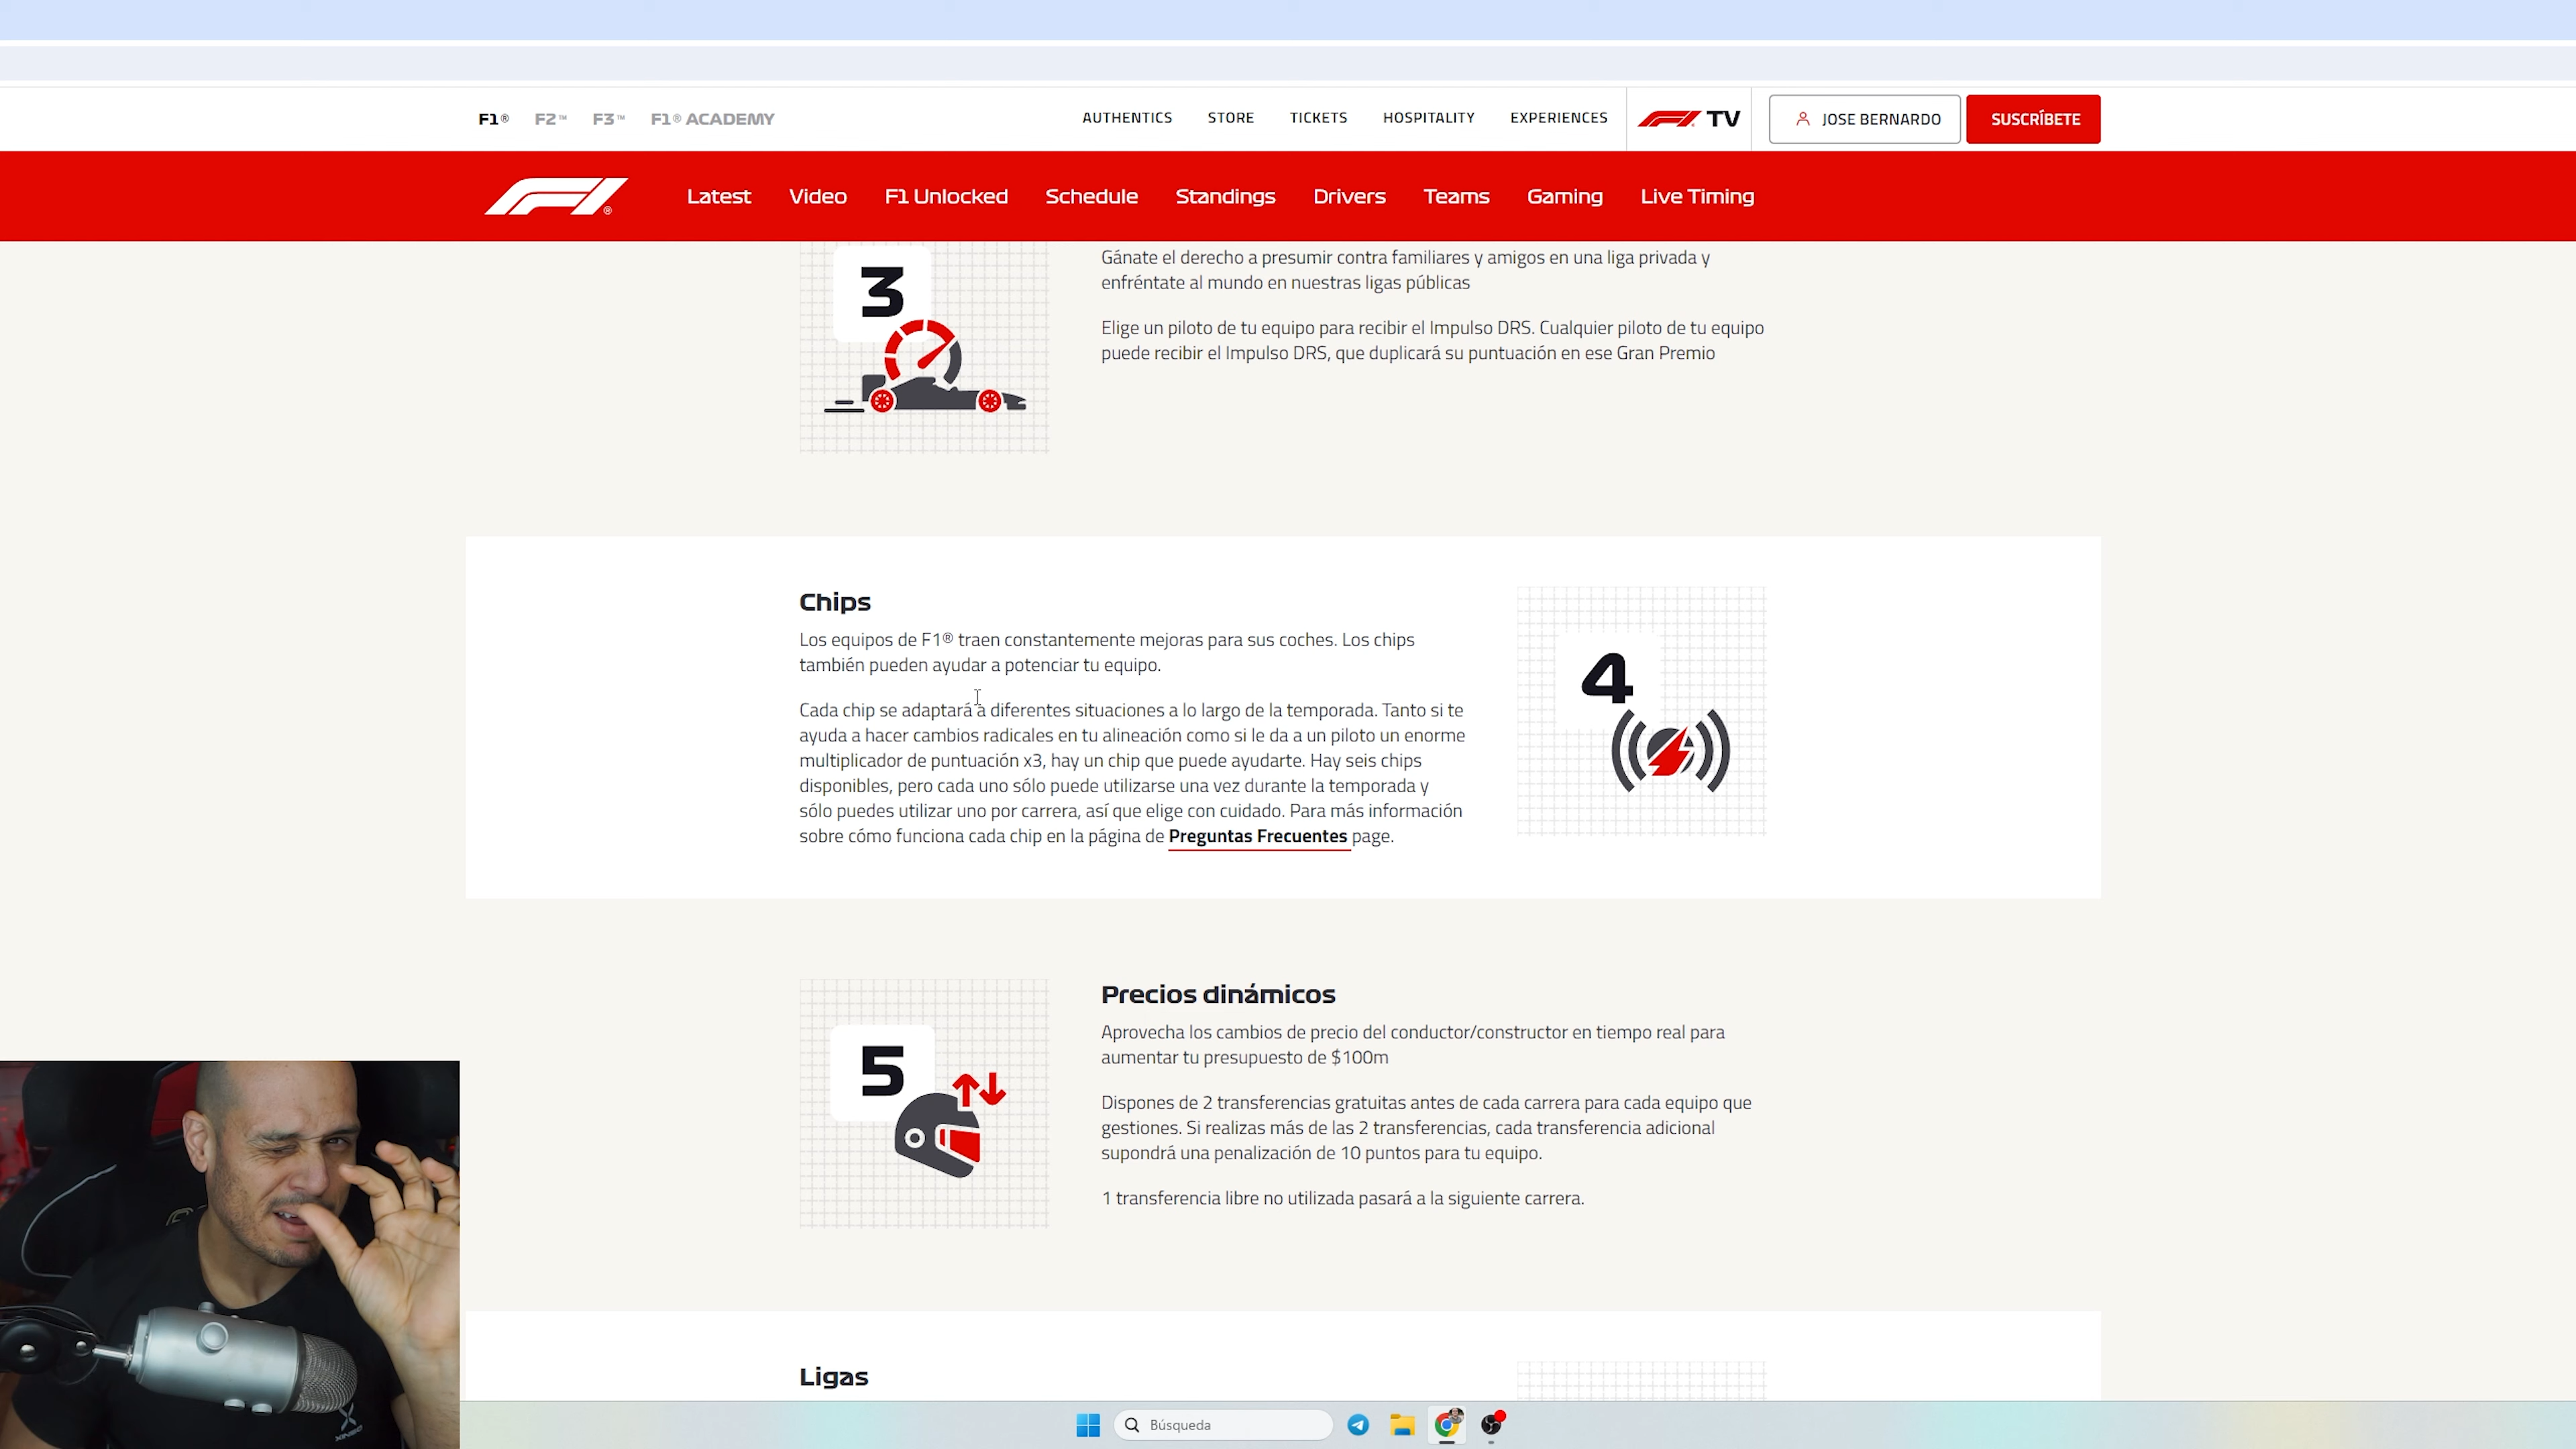 F1® F2™ F3™ F1® ACADEMY
AUTHENTICS STORE TICKETS HOSPITALITY EXPERIENCES F1 TV JOSE BERNARDO SUSCRÍBETE
F1® Latest Video F1 Unlocked Schedule Standings Drivers Teams Gaming Live Timing
3
Gánate el derecho a presumir contra familiares y amigos en una liga privada y
enfréntate al mundo en nuestras ligas públicas
Elige un piloto de tu equipo para recibir el Impulso DRS. Cualquier piloto de tu equipo
puede recibir el Impulso DRS, que duplicará su puntuación en ese Gran Premio
Chips
Los equipos de F1® traen constantemente mejoras para sus coches. Los chips
también pueden ayudar a potenciar tu equipo.
Cada chip se adaptará a diferentes situaciones a lo largo de la temporada. Tanto si te
ayuda a hacer cambios radicales en tu alineación como si le da a un piloto un enorme
multiplicador de puntuación x3, hay un chip que puede ayudarte. Hay seis chips
disponibles, pero cada uno sólo puede utilizarse una vez durante la temporada y
sólo puedes utilizar uno por carrera, así que elige con cuidado. Para más información
sobre cómo funciona cada chip en la página de Preguntas Frecuentes page.
4
5
Precios dinámicos
Aprovecha los cambios de precio del conductor/constructor en tiempo real para
aumentar tu presupuesto de $100m
Dispones de 2 transferencias gratuitas antes de cada carrera para cada equipo que
gestiones. Si realizas más de las 2 transferencias, cada transferencia adicional
supondrá una penalización de 10 puntos para tu equipo.
1 transferencia libre no utilizada pasará a la siguiente carrera.
Ligas
Búsqueda